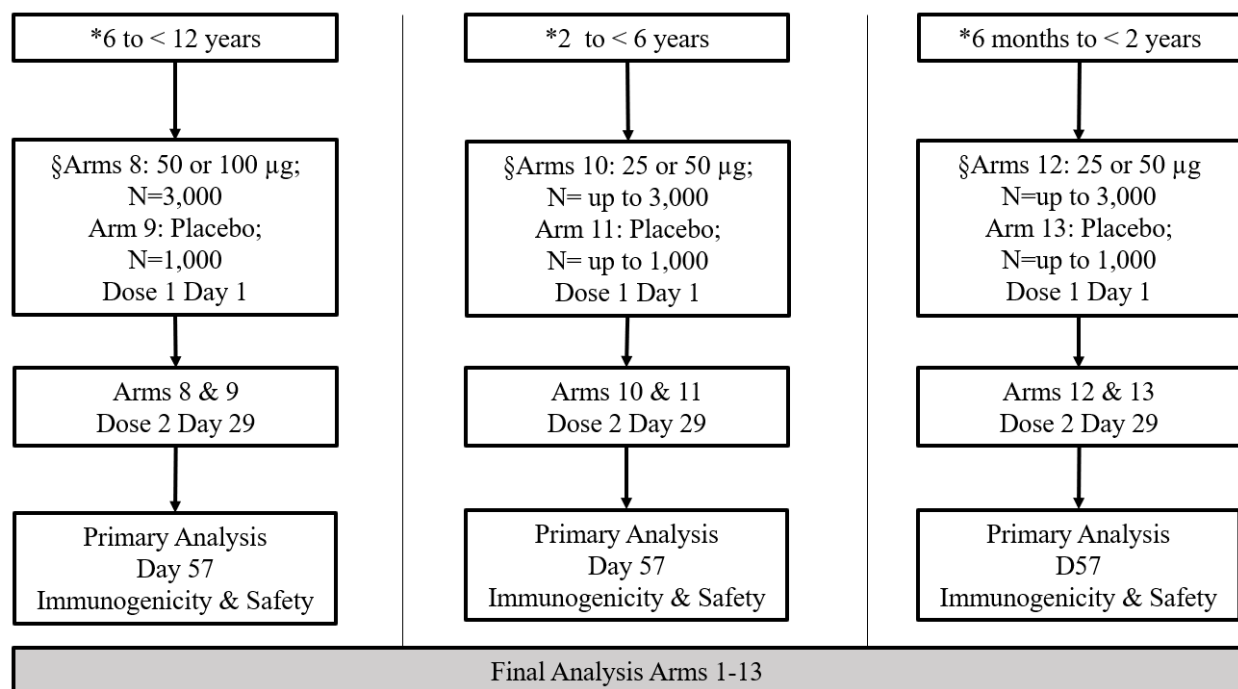 *6 to < 12 years
§Arms 8: 50 or 100 µg;
N=3,000
Arm 9: Placebo;
N=1,000
Dose 1 Day 1
Arms 8 & 9
Dose 2 Day 29
Primary Analysis
Day 57
Immunogenicity & Safety
*2 to < 6 years
§Arms 10: 25 or 50 µg;
N= up to 3,000
Arm 11: Placebo;
N= up to 1,000
Dose 1 Day 1
Arms 10 & 11
Dose 2 Day 29
Primary Analysis
Day 57
Immunogenicity & Safety
*6 months to < 2 years
§Arms 12: 25 or 50 µg
N=up to 3,000
Arm 13: Placebo;
N=up to 1,000
Dose 1 Day 1
Arms 12 & 13
Dose 2 Day 29
Primary Analysis
D57
Immunogenicity & Safety
Final Analysis Arms 1-13